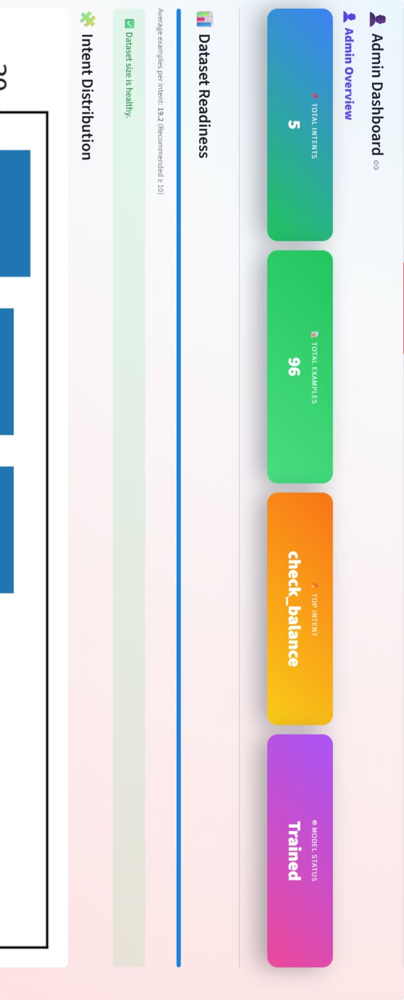 Admin Dashboard
Admin Overview
TOTAL INTENTS
5
TOTAL EXAMPLES
96
TOP INTENT
check_balance
MODEL STATUS
Trained
Dataset Readiness
Average examples per intent: 19.2 (Recommended ≥ 10)
Dataset size is healthy.
Intent Distribution